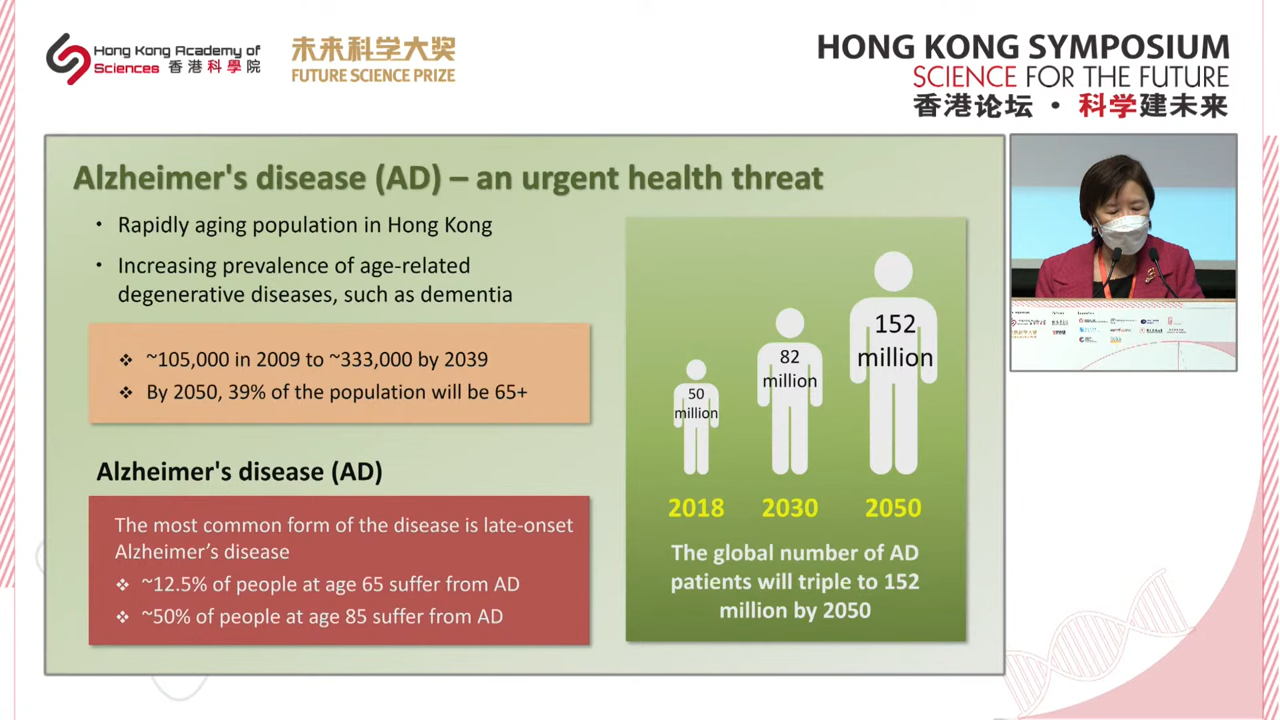 Hong Kong Academy of
Sciences 香港科學院
未来科学大奖
FUTURE SCIENCE PRIZE
HONG KONG SYMPOSIUM
SCIENCE FOR THE FUTURE
香港论坛 · 科学建未来
Alzheimer's disease (AD) – an urgent health threat
• Rapidly aging population in Hong Kong
• Increasing prevalence of age-related
degenerative diseases, such as dementia
❖ ~105,000 in 2009 to ~333,000 by 2039
❖ By 2050, 39% of the population will be 65+
Alzheimer's disease (AD)
The most common form of the disease is late-onset
Alzheimer’s disease
❖ ~12.5% of people at age 65 suffer from AD
❖ ~50% of people at age 85 suffer from AD
50
million
82
million
152
million
2018 2030 2050
The global number of AD
patients will triple to 152
million by 2050